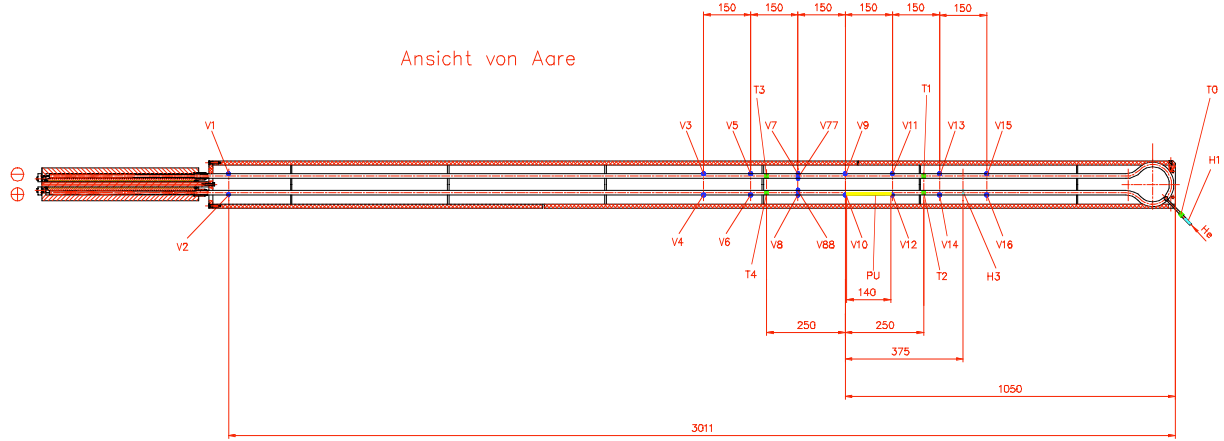 150 150 150 150 150 150
Ansicht von Aare
T3 T1 T0
V1 V3 V5 V7 V77 V9 V11 V13 V15
H1
He
V2 V4 V6 V8 V88 V10 V12 V14 V16
T4 PU T2 H3
140
250 250
375
1050
3011